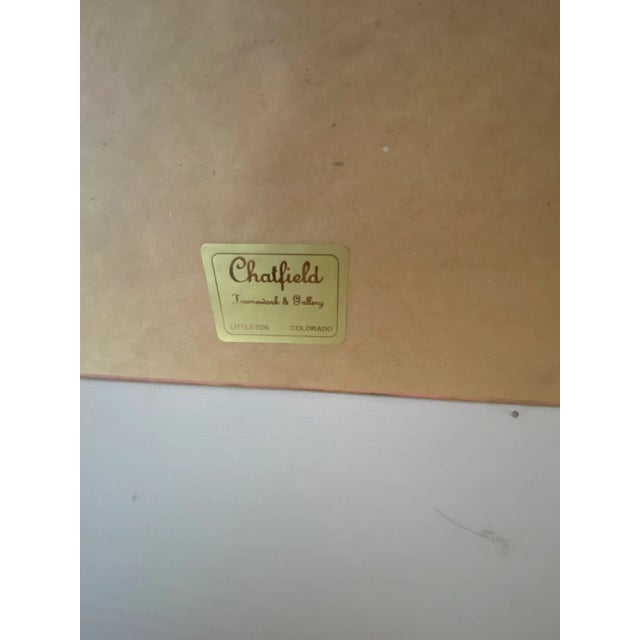 Chatfield
Framework & Gallery
LITTLETON COLORADO